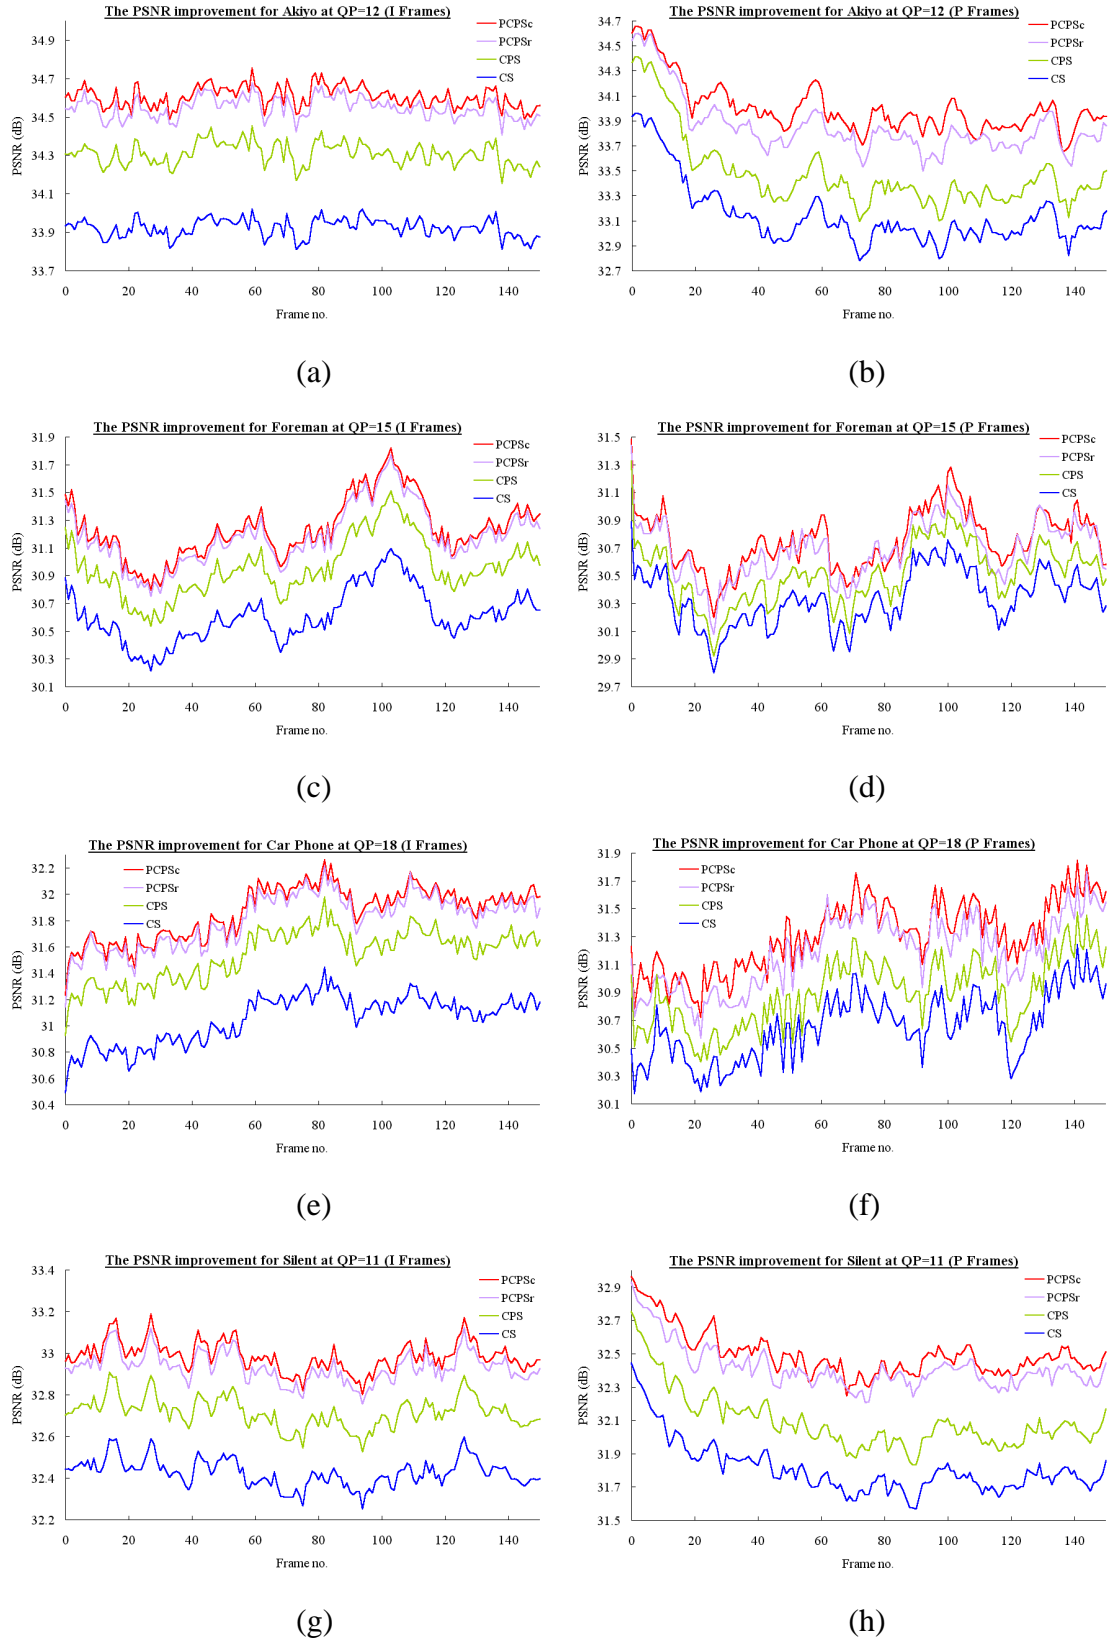 The PSNR improvement for Akiyo at QP=12 (I Frames)
PSNR (dB)
34.9
34.7
34.5
34.3
34.1
33.9
33.7
0 20 40 60 80 100 120 140
Frame no.
PCPSc
PCPSr
CPS
CS
(a)
The PSNR improvement for Akiyo at QP=12 (P Frames)
PSNR (dB)
34.7
34.5
34.3
34.1
33.9
33.7
33.5
33.3
33.1
32.9
32.7
0 20 40 60 80 100 120 140
Frame no.
PCPSc
PCPSr
CPS
CS
(b)
The PSNR improvement for Foreman at QP=15 (I Frames)
PSNR (dB)
31.9
31.7
31.5
31.3
31.1
30.9
30.7
30.5
30.3
30.1
0 20 40 60 80 100 120 140
Frame no.
PCPSc
PCPSr
CPS
CS
(c)
The PSNR improvement for Foreman at QP=15 (P Frames)
PSNR (dB)
31.5
31.3
31.1
30.9
30.7
30.5
30.3
30.1
29.9
29.7
0 20 40 60 80 100 120 140
Frame no.
PCPSc
PCPSr
CPS
CS
(d)
The PSNR improvement for Car Phone at QP=18 (I Frames)
PSNR (dB)
32.2
32
31.8
31.6
31.4
31.2
31
30.8
30.6
30.4
0 20 40 60 80 100 120 140
Frame no.
PCPSc
PCPSr
CPS
CS
(e)
The PSNR improvement for Car Phone at QP=18 (P Frames)
PSNR (dB)
31.9
31.7
31.5
31.3
31.1
30.9
30.7
30.5
30.3
30.1
0 20 40 60 80 100 120 140
Frame no.
PCPSc
PCPSr
CPS
CS
(f)
The PSNR improvement for Silent at QP=11 (I Frames)
PSNR (dB)
33.4
33.2
33
32.8
32.6
32.4
32.2
0 20 40 60 80 100 120 140
Frame no.
PCPSc
PCPSr
CPS
CS
(g)
The PSNR improvement for Silent at QP=11 (P Frames)
PSNR (dB)
32.9
32.7
32.5
32.3
32.1
31.9
31.7
31.5
0 20 40 60 80 100 120 140
Frame no.
PCPSc
PCPSr
CPS
CS
(h)